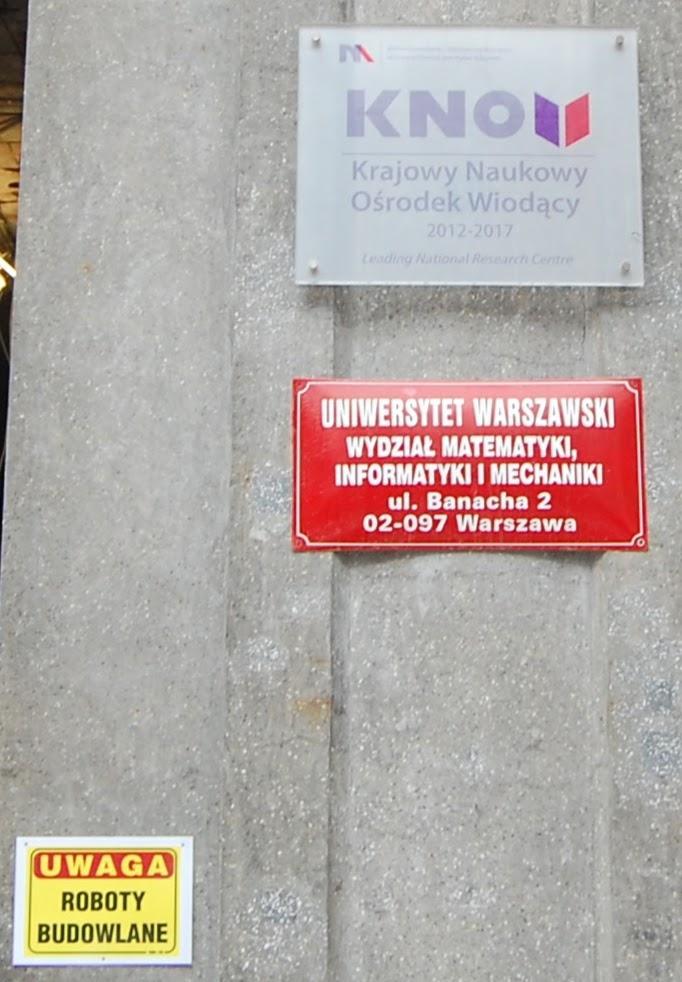 KNOW
Krajowy Naukowy
Ośrodek Wiodący
2012-2017
Leading National Research Centre
UNIWERSYTET WARSZAWSKI
WYDZIAŁ MATEMATYKI,
INFORMATYKI I MECHANIKI
ul. Banacha 2
02-097 Warszawa
UWAGA
ROBOTY
BUDOWLANE